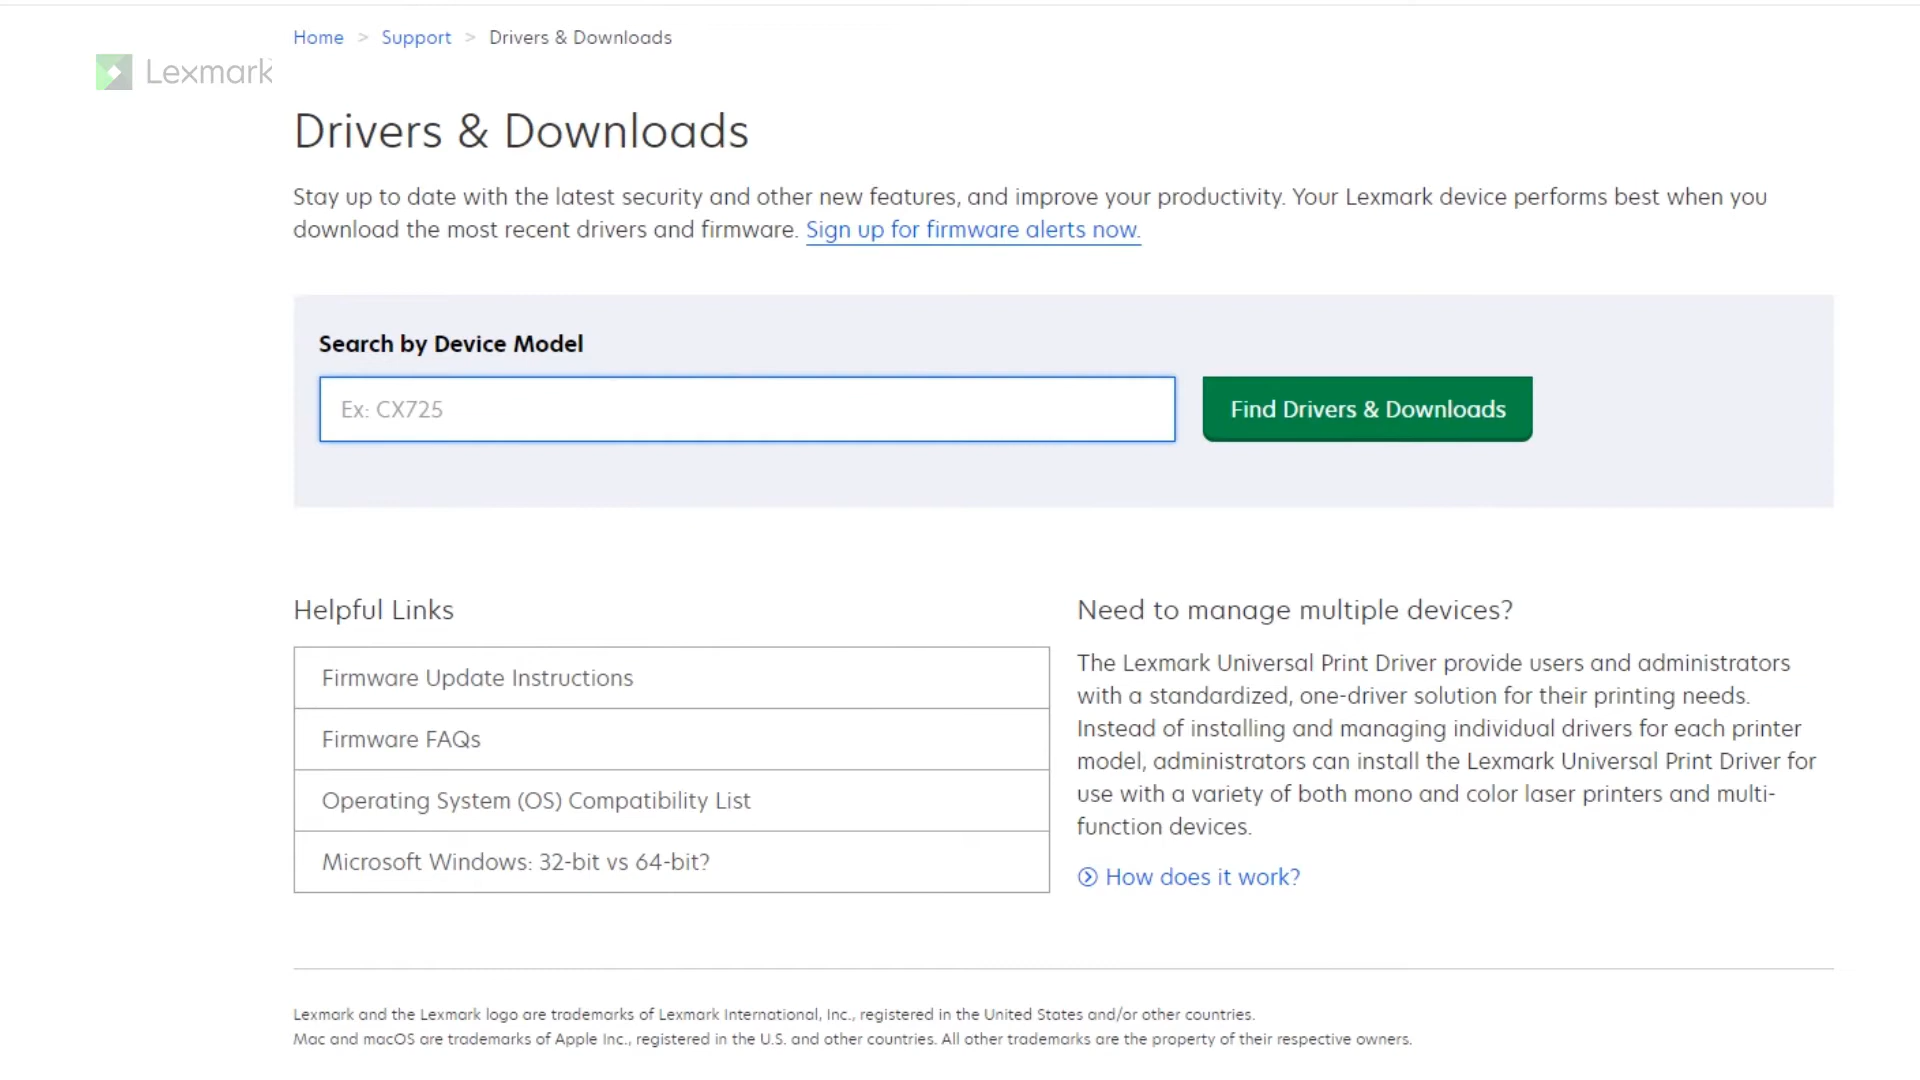 Home > Support > Drivers & Downloads
Lexmark
Drivers & Downloads
Stay up to date with the latest security and other new features, and improve your productivity. Your Lexmark device performs best when you
download the most recent drivers and firmware. Sign up for firmware alerts now.
Search by Device Model
Ex: CX725
Find Drivers & Downloads
Helpful Links
Firmware Update Instructions
Firmware FAQs
Operating System (OS) Compatibility List
Microsoft Windows: 32-bit vs 64-bit?
Need to manage multiple devices?
The Lexmark Universal Print Driver provide users and administrators
with a standardized, one-driver solution for their printing needs.
Instead of installing and managing individual drivers for each printer
model, administrators can install the Lexmark Universal Print Driver for
use with a variety of both mono and color laser printers and multi-
function devices.
How does it work?
Lexmark and the Lexmark logo are trademarks of Lexmark International, Inc., registered in the United States and/or other countries.
Mac and macOS are trademarks of Apple Inc., registered in the U.S. and other countries. All other trademarks are the property of their respective owners.